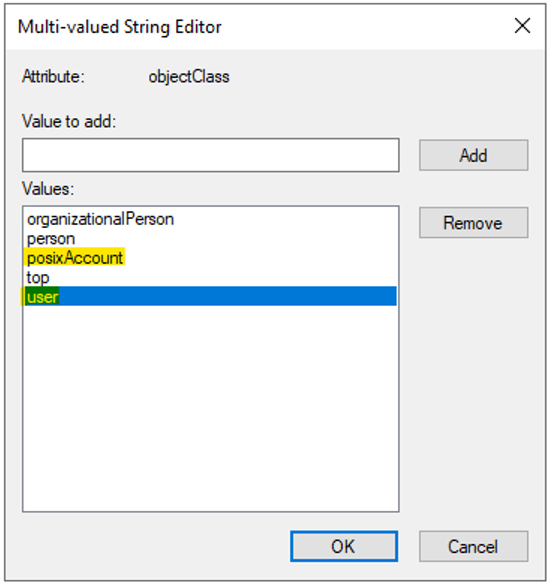 Multi-valued String Editor
Attribute: objectClass
Value to add:
Add
Values:
Remove
organizationalPerson
person
posixAccount
top
user
OK Cancel